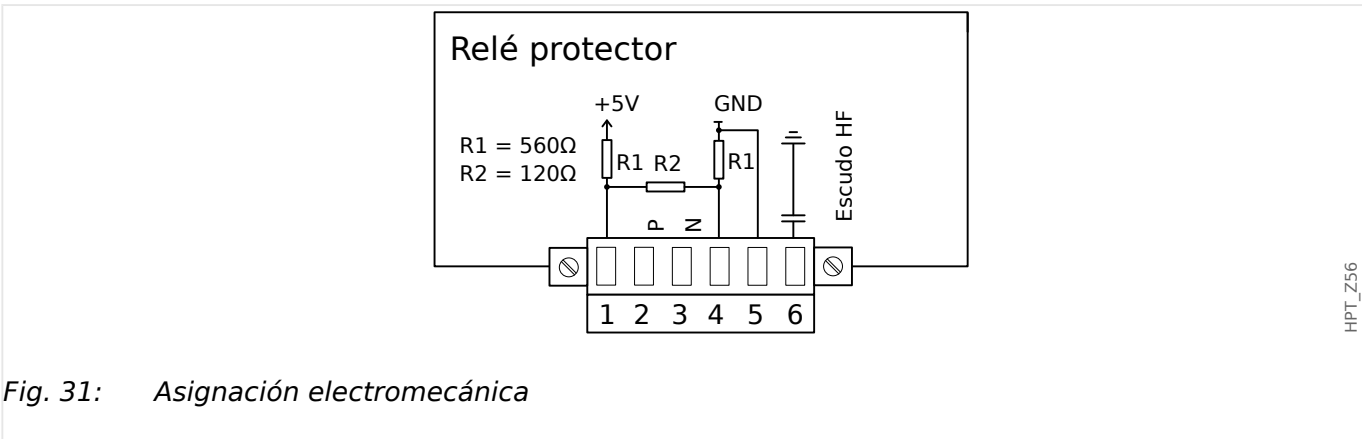 Relé protector
+5V
GND
R1 = 560Ω
R2 = 120Ω
R1
R2
R1
Escudo HF
P
N
1 2 3 4 5 6
HPT_Z56
Fig. 31: Asignación electromecánica